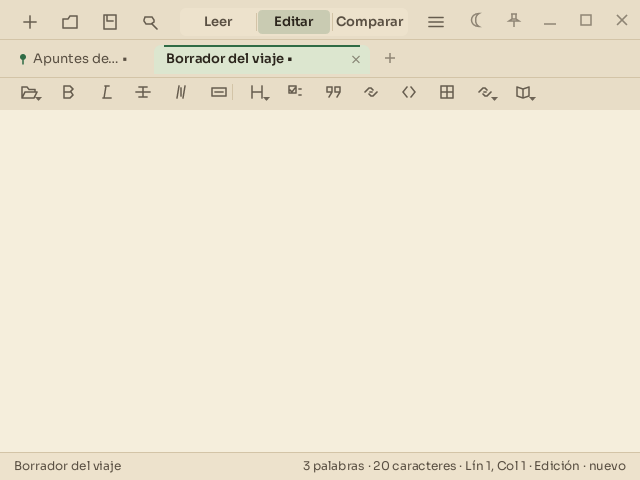 Leer Editar Comparar
Apuntes de... • Borrador del viaje •
Borrador del viaje 3 palabras · 20 caracteres · Lín 1, Col 1 · Edición · nuevo